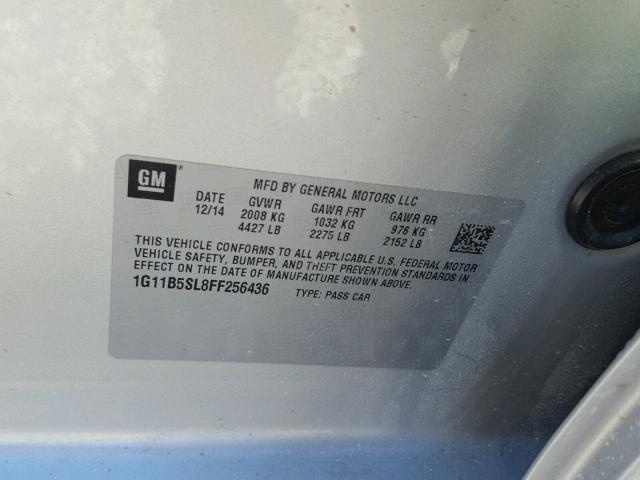 GM
MFD BY GENERAL MOTORS LLC
DATE GVWR GAWR FRT GAWR RR
12/14 2008 KG 1032 KG 976 KG
4427 LB 2275 LB 2152 LB
THIS VEHICLE CONFORMS TO ALL APPLICABLE U.S. FEDERAL MOTOR
VEHICLE SAFETY, BUMPER, AND THEFT PREVENTION STANDARDS IN
EFFECT ON THE DATE OF MANUFACTURE SHOWN ABOVE.
1G11B5SL8FF256436 TYPE: PASS CAR